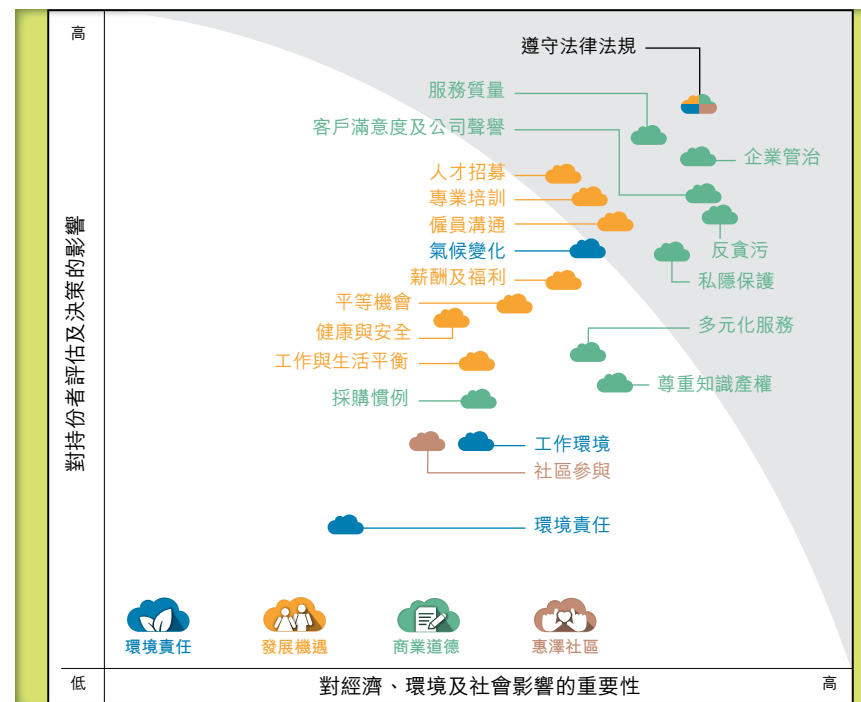 高
遵守法律法規
服務質量
客戶滿意度及公司聲譽
企業管治
人才招募
專業培訓
僱員溝通
反貪污
氣候變化
薪酬及福利
私隱保護
平等機會
多元化服務
健康與安全
工作與生活平衡
尊重知識產權
採購慣例
工作環境
社區參與
環境責任
對持份者評估及決策的影響
環境責任
發展機遇
商業道德
惠澤社區
低
對經濟、環境及社會影響的重要性
高